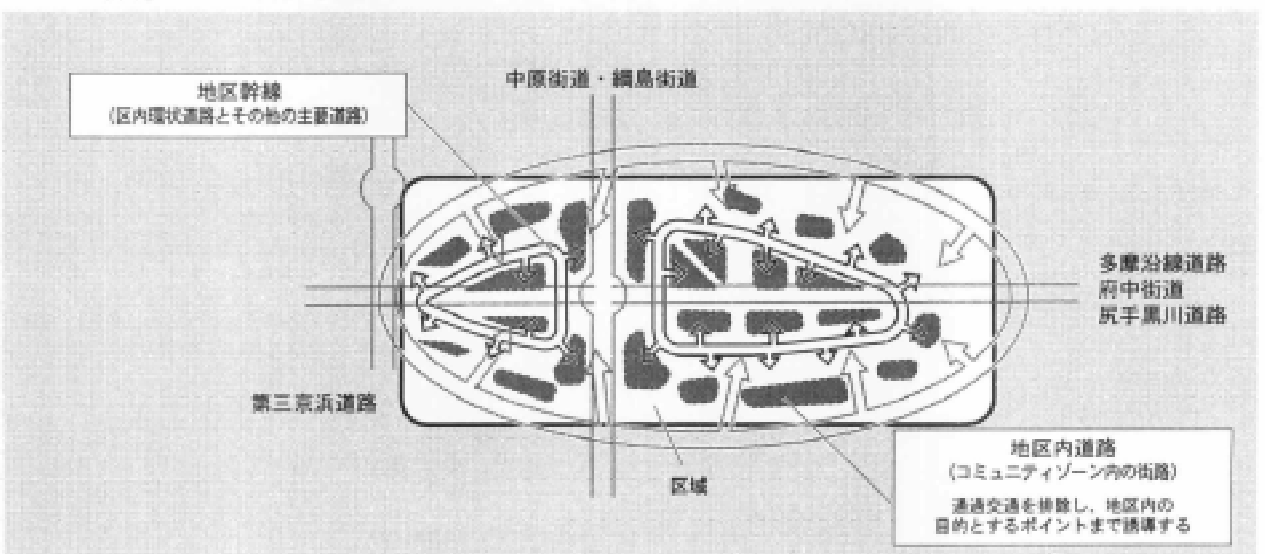 中原街道・綱島街道
地区幹線
(区内環状道路とその他の主要道路)
多摩沿線道路
府中街道
尻手黒川道路
第三京浜道路
区域
地区内道路
(コミュニティゾーン内の街路)
通過交通を排除し、地区内の
目的とするポイントまで誘導する